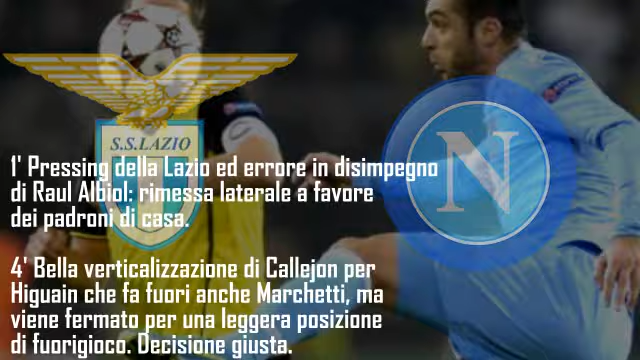 S.S.LAZIO
1' Pressing della Lazio ed errore in disimpegno
di Raul Albiol: rimessa laterale a favore
dei padroni di casa.
4' Bella verticalizzazione di Callejon per
Higuain che fa fuori anche Marchetti, ma
viene fermato per una leggera posizione
di fuorigioco. Decisione giusta.
N